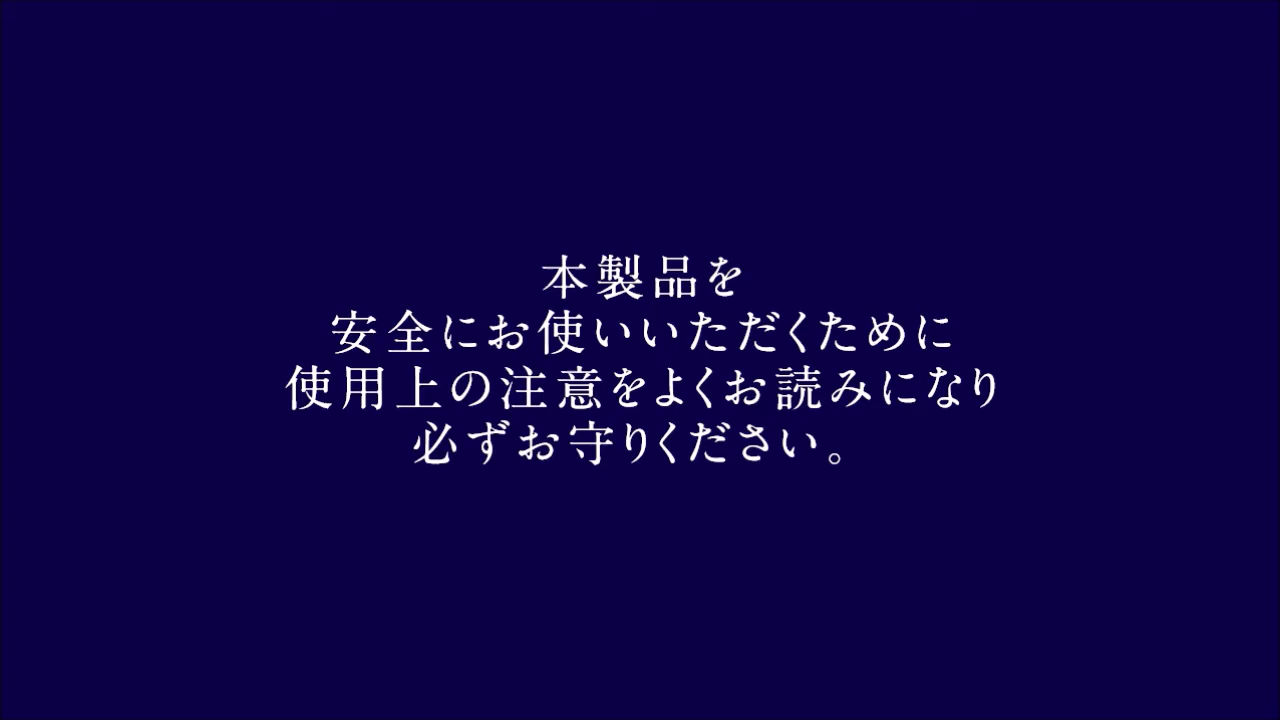 本製品を
安全にお使いいただくために
使用上の注意をよくお読みになり
必ずお守りください。